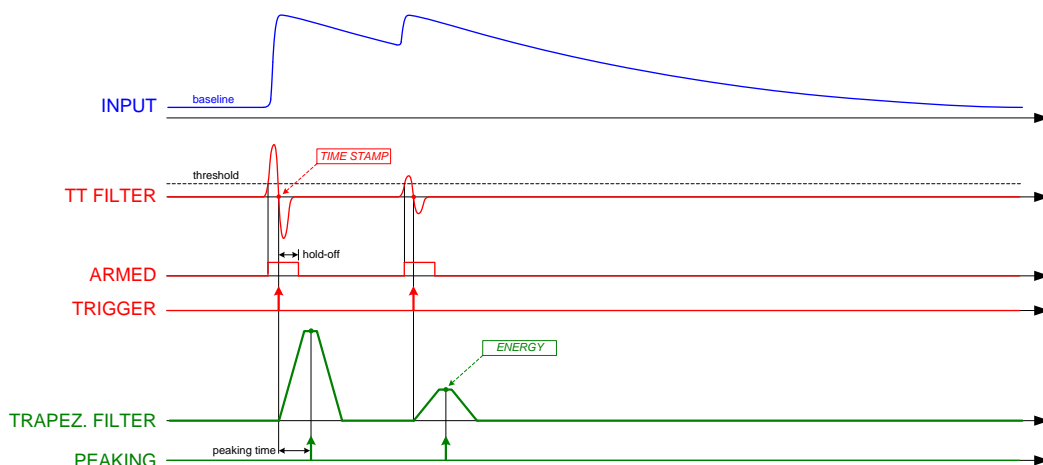 baseline
INPUT
TIME STAMP
threshold
TT FILTER
hold-off
ARMED
TRIGGER
ENERGY
TRAPEZ. FILTER
peaking time
PEAKING